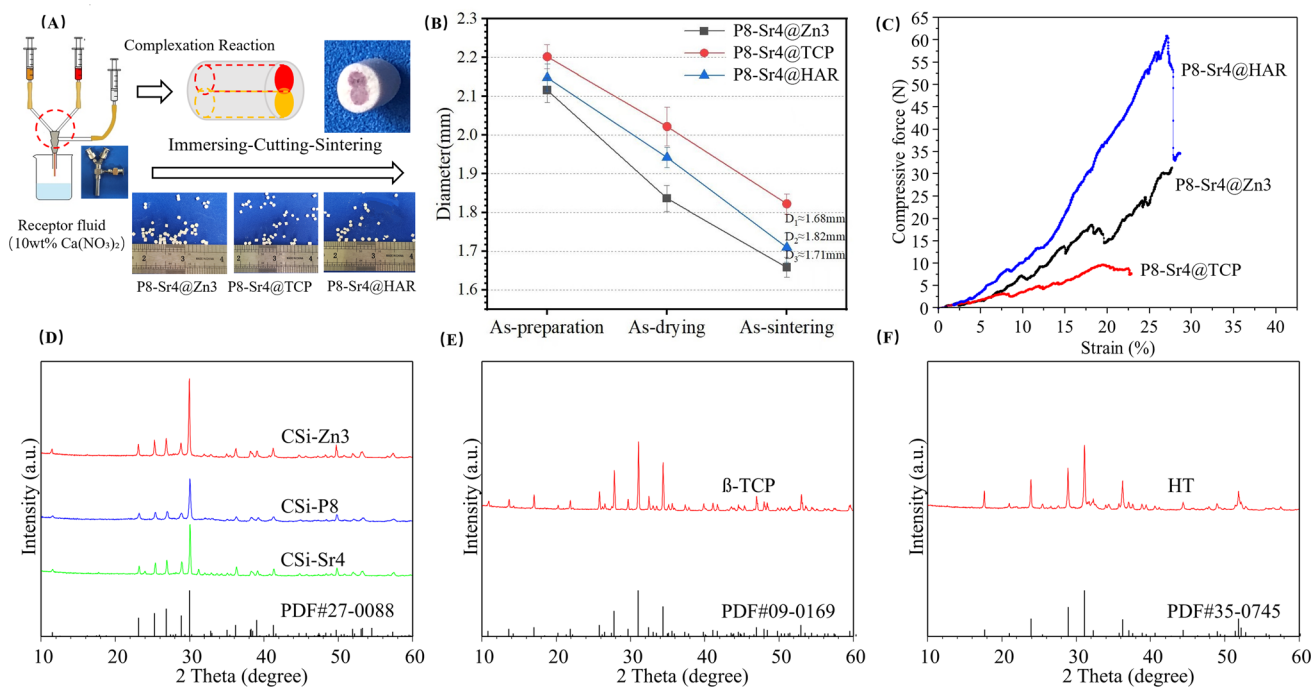 (A)
Complexation Reaction
Immersing-Cutting-Sintering
Receptor fluid
(10wt% Ca(NO₃)₂)
P8-Sr4@Zn3
P8-Sr4@TCP
P8-Sr4@HAR
(B)
P8-Sr4@Zn3
P8-Sr4@TCP
P8-Sr4@HAR
Diameter(mm)
2.3
2.2
2.1
2.0
1.9
1.8
1.7
1.6
D₁≈1.68mm
D₂≈1.82mm
D₃≈1.71mm
As-preparation
As-drying
As-sintering
(C)
Compressive force (N)
65
60
55
50
45
40
35
30
25
20
15
10
5
0
P8-Sr4@HAR
P8-Sr4@Zn3
P8-Sr4@TCP
0 5 10 15 20 25 30 35 40
Strain (%)
(D)
Intensity (a.u.)
CSi-Zn3
CSi-P8
CSi-Sr4
PDF#27-0088
10 20 30 40 50 60
2 Theta (degree)
(E)
Intensity (a.u.)
ß-TCP
PDF#09-0169
10 20 30 40 50 60
2 Theta (degree)
(F)
Intensity (a.u.)
HT
PDF#35-0745
10 20 30 40 50 60
2 Theta (degree)